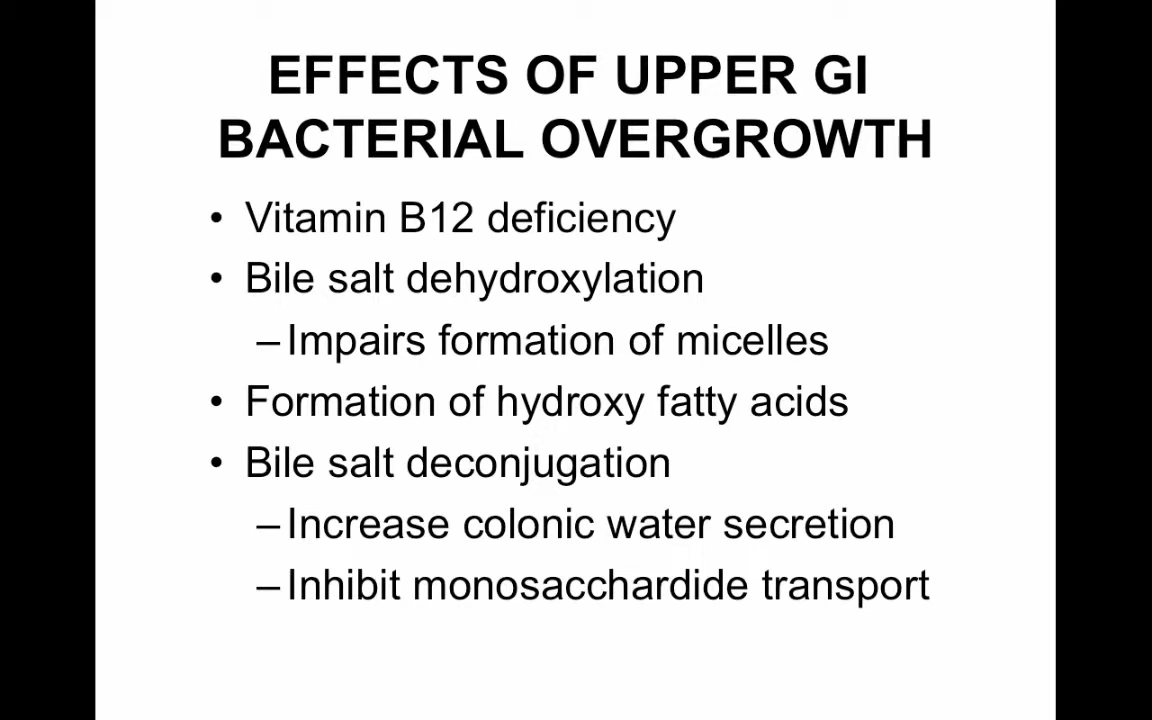 EFFECTS OF UPPER GI
BACTERIAL OVERGROWTH
• Vitamin B12 deficiency
• Bile salt dehydroxylation
–Impairs formation of micelles
• Formation of hydroxy fatty acids
• Bile salt deconjugation
–Increase colonic water secretion
–Inhibit monosacchardide transport